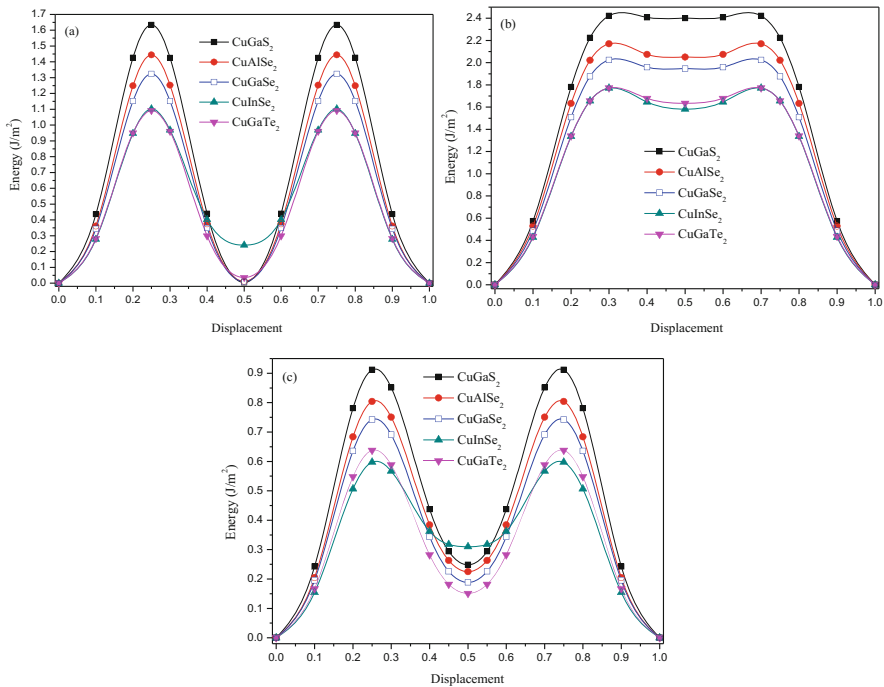 (a)
CuGaS₂
CuAlSe₂
CuGaSe₂
CuInSe₂
CuGaTe₂
Energy (J/m²)
1.7
1.6
1.5
1.4
1.3
1.2
1.1
1.0
0.9
0.8
0.7
0.6
0.5
0.4
0.3
0.2
0.1
0.0
0.0 0.1 0.2 0.3 0.4 0.5 0.6 0.7 0.8 0.9 1.0
Displacement
(b)
CuGaS₂
CuAlSe₂
CuGaSe₂
CuInSe₂
CuGaTe₂
Energy (J/m²)
2.4
2.2
2.0
1.8
1.6
1.4
1.2
1.0
0.8
0.6
0.4
0.2
0.0
0.0 0.1 0.2 0.3 0.4 0.5 0.6 0.7 0.8 0.9 1.0
Displacement
(c)
CuGaS₂
CuAlSe₂
CuGaSe₂
CuInSe₂
CuGaTe₂
Energy (J/m²)
0.9
0.8
0.7
0.6
0.5
0.4
0.3
0.2
0.1
0.0
0.0 0.1 0.2 0.3 0.4 0.5 0.6 0.7 0.8 0.9 1.0
Displacement